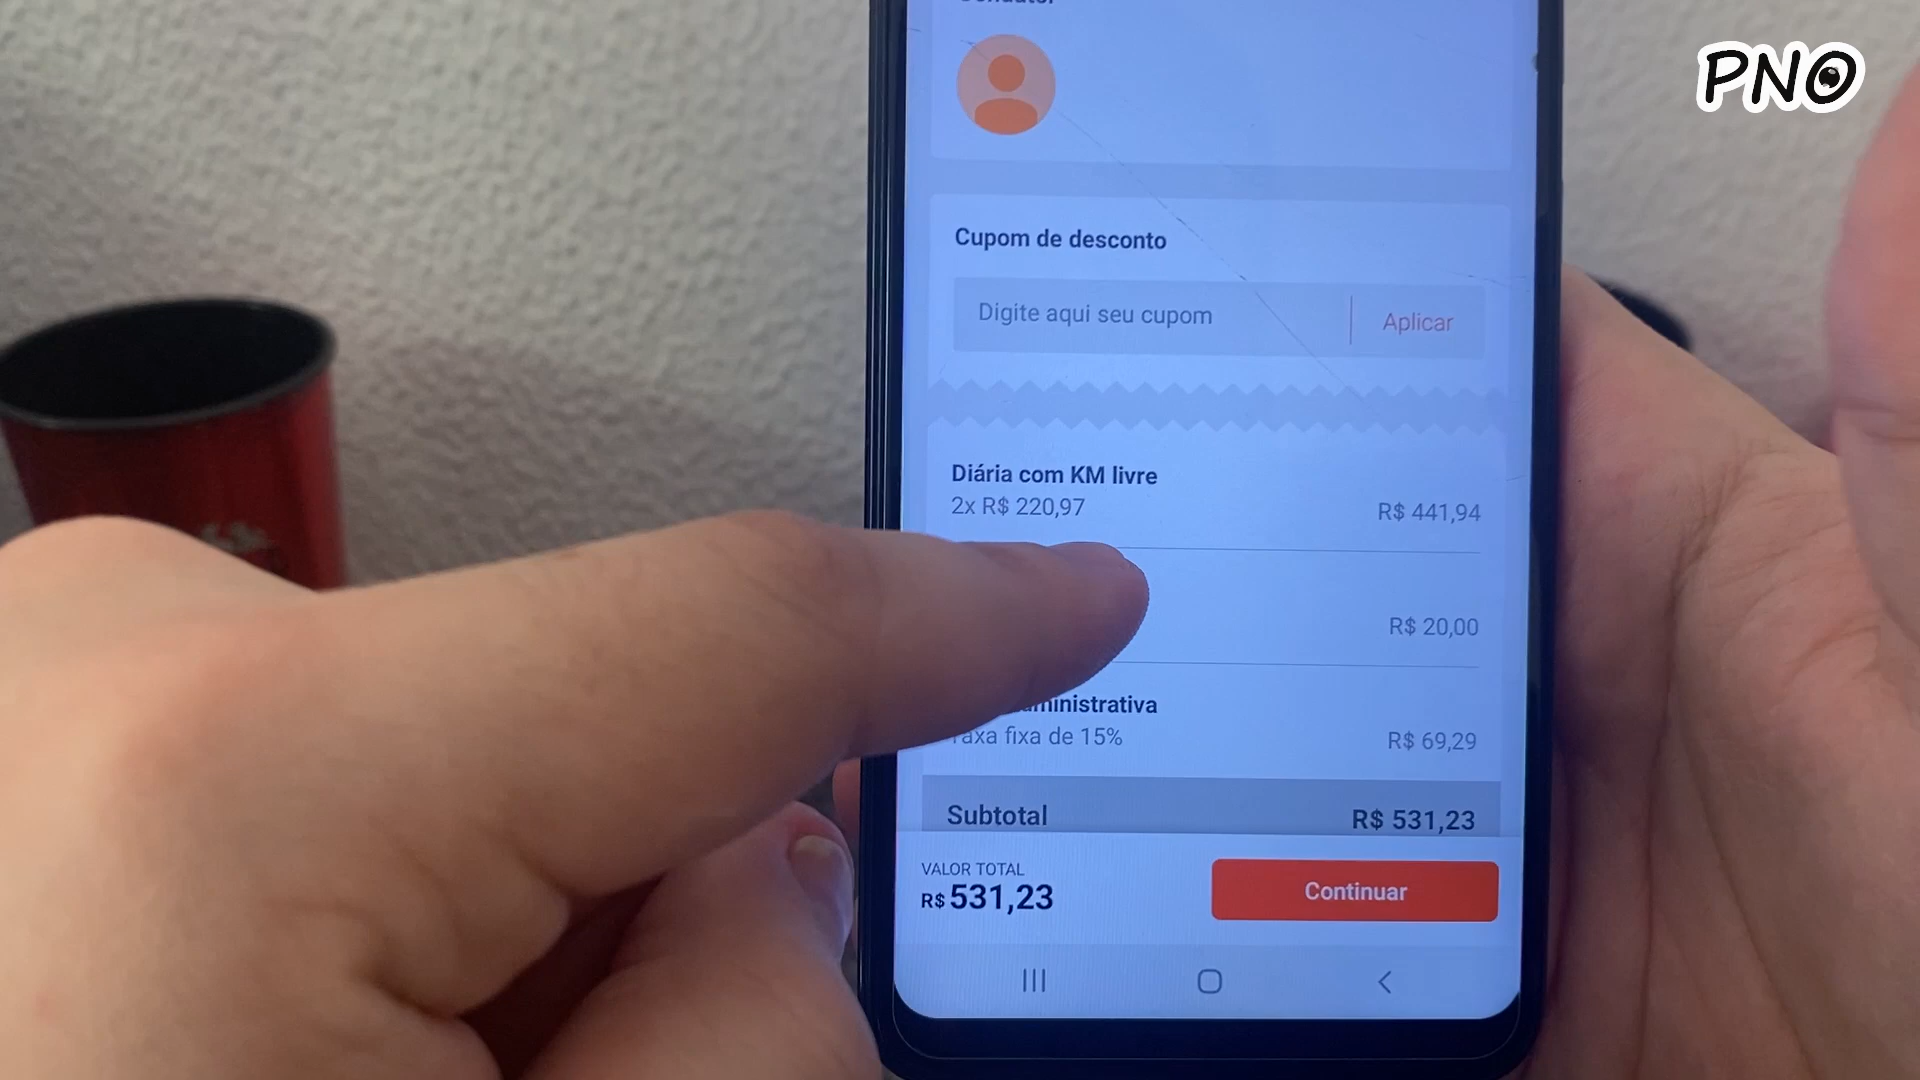 PNO
Cupom de desconto
Digite aqui seu cupom
Aplicar
Diária com KM livre
2x R$ 220,97
R$ 441,94
R$ 20,00
Taxa fixa de 15%
R$ 69,29
Subtotal
R$ 531,23
VALOR TOTAL
R$ 531,23
Continuar